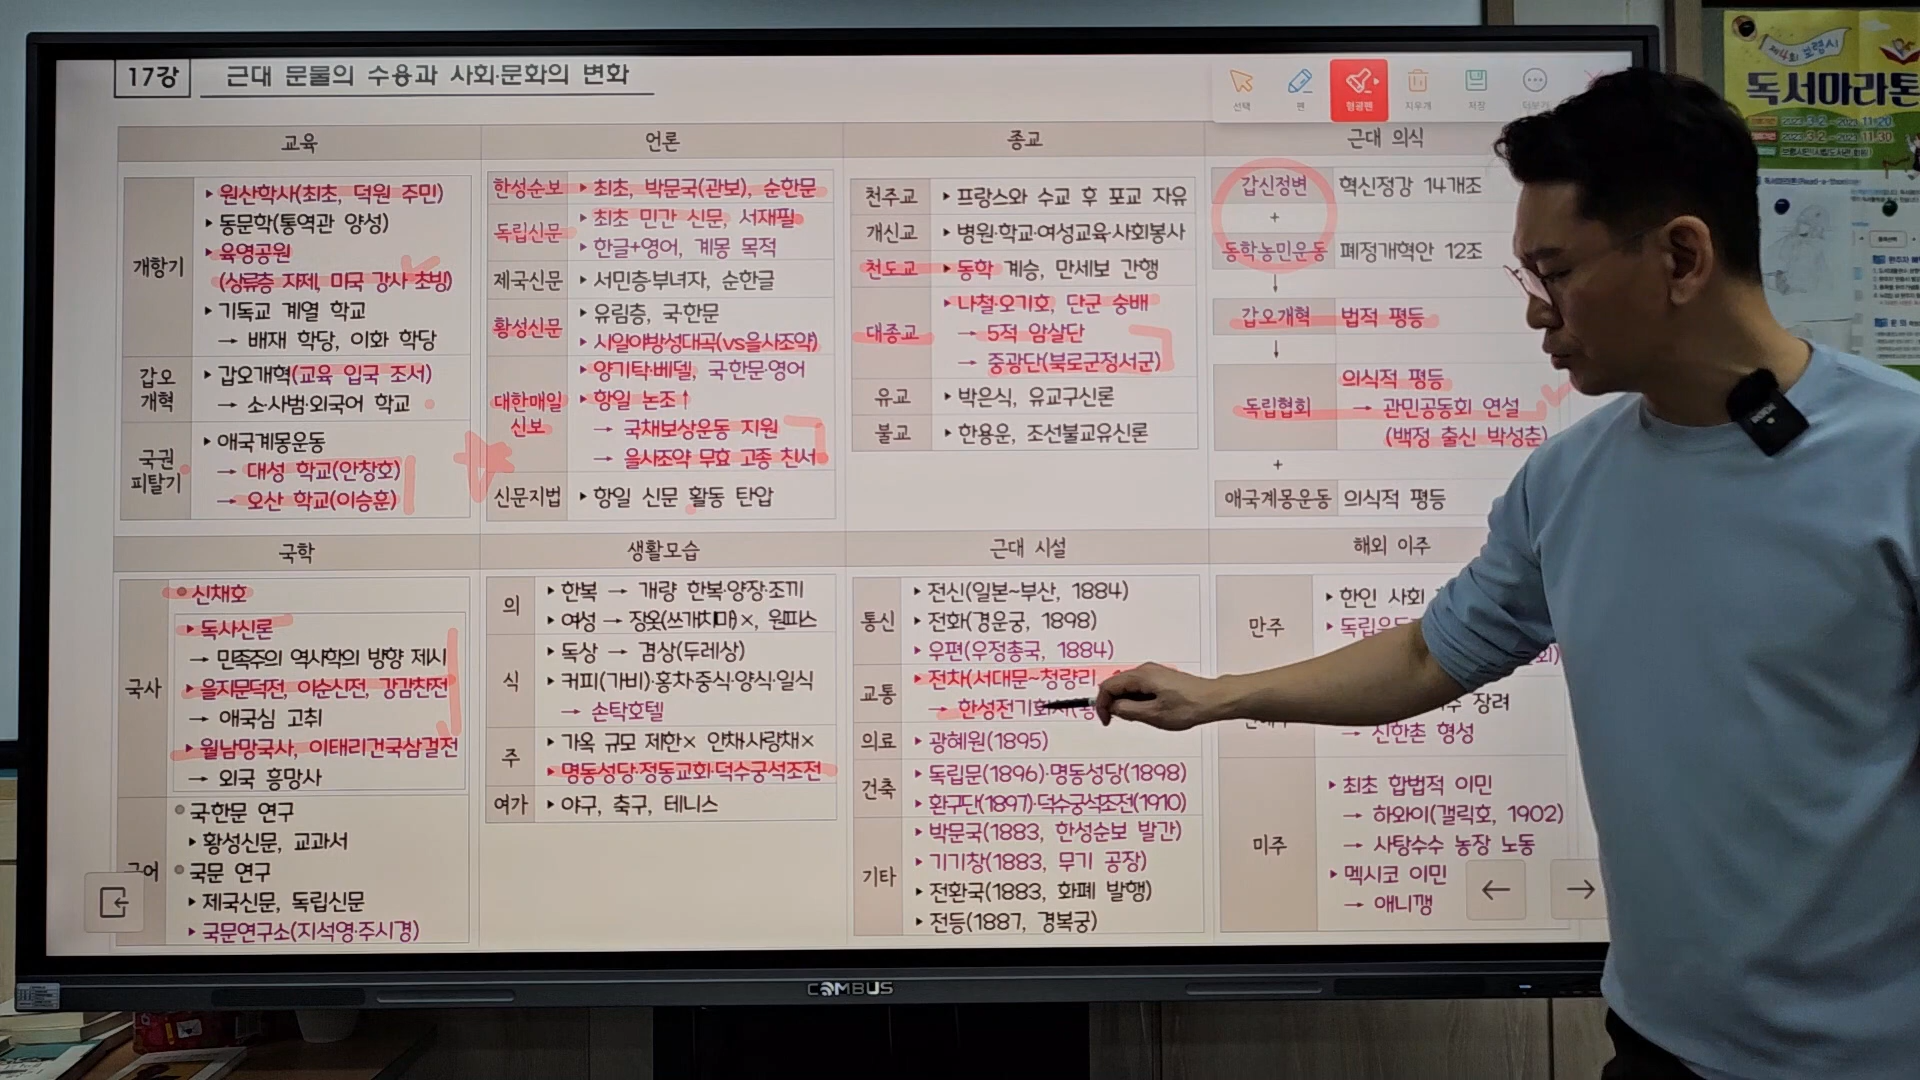 17강 근대 문물의 수용과 사회·문화의 변화
선택 펜 형광펜 지우개 저장 더보기
교육
개항기
▸ 원산학사(최초, 덕원 주민)
▸ 동문학(통역관 양성)
▸ 육영공원
(상류층 자제, 미국 강사 초빙)
▸ 기독교 계열 학교
→ 배재 학당, 이화 학당
갑오
개혁
▸ 갑오개혁(교육 입국 조서)
→ 소·사범·외국어 학교
국권
피탈기
▸ 애국계몽운동
→ 대성 학교(안창호)
→ 오산 학교(이승훈)
언론
한성순보 ▸ 최초, 박문국(관보), 순한문
독립신문
▸ 최초 민간 신문, 서재필
▸ 한글+영어, 계몽 목적
제국신문 ▸ 서민층·부녀자, 순한글
황성신문
▸ 유림층, 국한문
▸ 시일야방성대곡(vs을사조약)
대한매일
신보
▸ 양기탁·베델, 국한문·영어
▸ 항일 논조↑
→ 국채보상운동 지원
→ 을사조약 무효 고종 친서
신문지법 ▸ 항일 신문 활동 탄압
종교
천주교 ▸ 프랑스와 수교 후 포교 자유
개신교 ▸ 병원·학교·여성교육·사회봉사
천도교 ▸ 동학 계승, 만세보 간행
대종교
▸ 나철·오기호, 단군 숭배
→ 5적 암살단
→ 중광단(북로군정서군)
유교 ▸ 박은식, 유교구신론
불교 ▸ 한용운, 조선불교유신론
근대 의식
갑신정변 혁신정강 14개조
+
동학농민운동 폐정개혁안 12조
↓
갑오개혁 법적 평등
↓
독립협회
의식적 평등
→ 관민공동회 연설
(백정 출신 박성춘)
+
애국계몽운동 의식적 평등
국학
국사
● 신채호
▸ 독사신론
→ 민족주의 역사학의 방향 제시
▸ 을지문덕전, 이순신전, 강감찬전
→ 애국심 고취
▸ 월남망국사, 이태리건국삼걸전
→ 외국 흥망사
어
● 국한문 연구
▸ 황성신문, 교과서
● 국문 연구
▸ 제국신문, 독립신문
▸ 국문연구소(지석영·주시경)
생활모습
의
▸ 한복 → 개량 한복·양장·조끼
▸ 여성 → 장옷(쓰개치마)×, 원피스
식
▸ 독상 → 겸상(두레상)
▸ 커피(가비)·홍차·중식·양식·일식
→ 손탁호텔
주
▸ 가옥 규모 제한× 안채·사랑채×
▸ 명동성당·정동교회·덕수궁석조전
여가 ▸ 야구, 축구, 테니스
근대 시설
통신
▸ 전신(일본~부산, 1884)
▸ 전화(경운궁, 1898)
▸ 우편(우정총국, 1884)
교통
▸ 전차(서대문~청량리,
→ 한성전기회사(황
의료 ▸ 광혜원(1895)
건축
▸ 독립문(1896)·명동성당(1898)
▸ 환구단(1897)·덕수궁석조전(1910)
기타
▸ 박문국(1883, 한성순보 발간)
▸ 기기창(1883, 무기 공장)
▸ 전환국(1883, 화폐 발행)
▸ 전등(1887, 경복궁)
해외 이주
만주
▸ 한인 사회
회)
장려
→ 신한촌 형성
미주
▸ 최초 합법적 이민
→ 하와이(갤릭호, 1902)
→ 사탕수수 농장 노동
▸ 멕시코 이민
→ 애니깽
COMBUS
제4회 보령시
독서마라톤
2023.3.2.~2023.11.20.
2023.3.2.~2023.11.30.